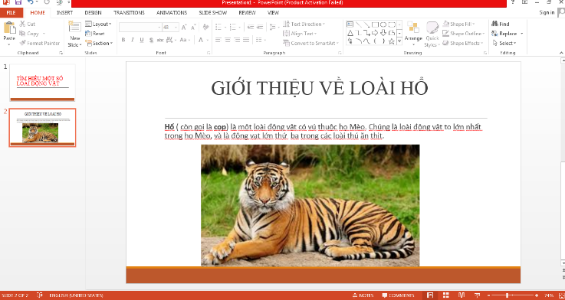 Presentation1 - PowerPoint (Product Activation Failed)
FILE HOME INSERT DESIGN TRANSITIONS ANIMATIONS SLIDE SHOW REVIEW VIEW
Sign in
Paste
Cut
Copy
Format Painter
Clipboard
New Slide
Layout
Reset
Section
Slides
Font
Text Direction
Align Text
Convert to SmartArt
Paragraph
Arrange
Quick Styles
Shape Fill
Shape Outline
Shape Effects
Drawing
Find
Replace
Select
Editing
1
TÌM HIỂU MỘT SỐ
LOÀI ĐỘNG VẬT
2
GIỚI THIỆU VỀ LOÀI HỔ
GIỚI THIỆU VỀ LOÀI HỔ
Hổ ( còn gọi là cọp) là một loài động vật có vú thuộc họ Mèo. Chúng là loài động vật to lớn nhất
trong họ Mèo, và là động vạt lớn thứ ba trong các loài thú ăn thịt.
SLIDE 2 OF 2
ENGLISH (UNITED STATES)
NOTES
COMMENTS